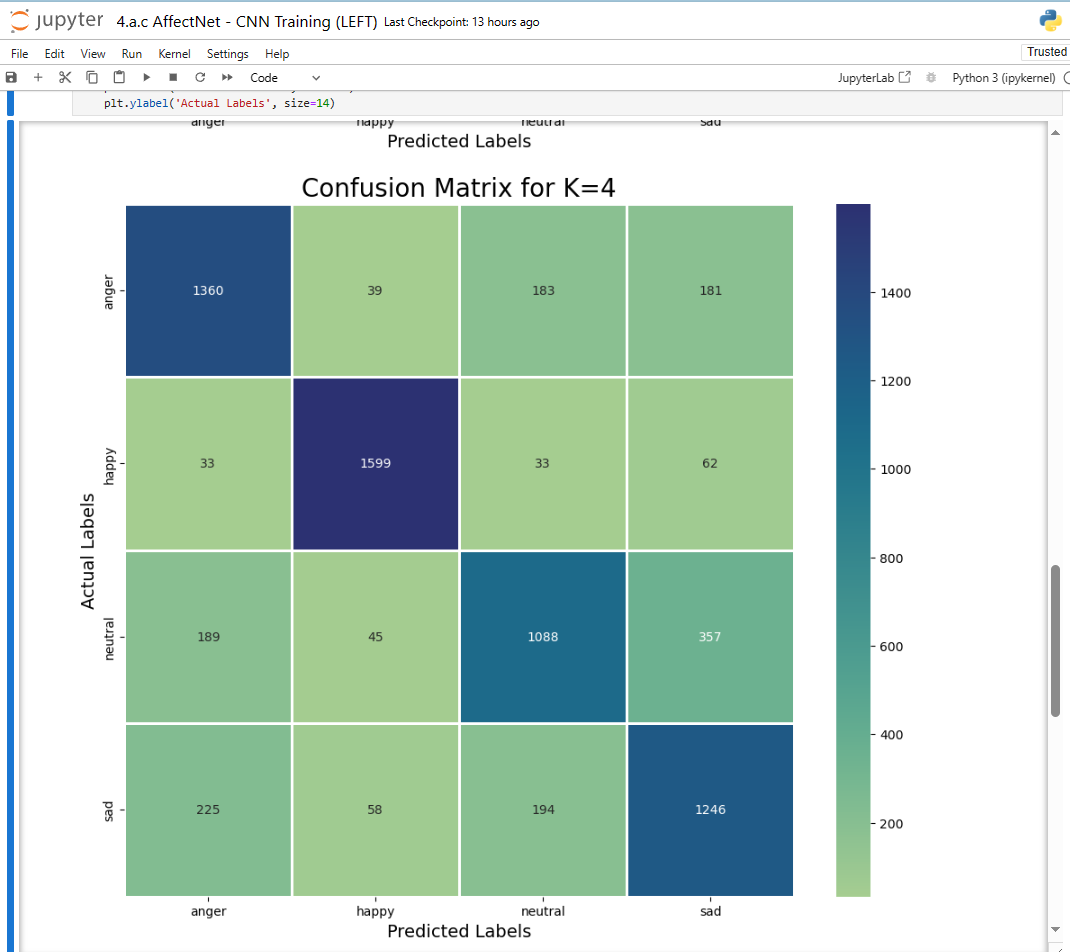 jupyter 4.a.c AffectNet - CNN Training (LEFT) Last Checkpoint: 13 hours ago
File Edit View Run Kernel Settings Help Trusted
Code JupyterLab Python 3 (ipykernel)
plt.ylabel('Actual Labels', size=14)
anger happy neutral sad
Predicted Labels
Confusion Matrix for K=4
anger 1360 39 183 181
happy 33 1599 33 62
neutral 189 45 1088 357
sad 225 58 194 1246
Actual Labels
anger happy neutral sad
Predicted Labels
1400
1200
1000
800
600
400
200